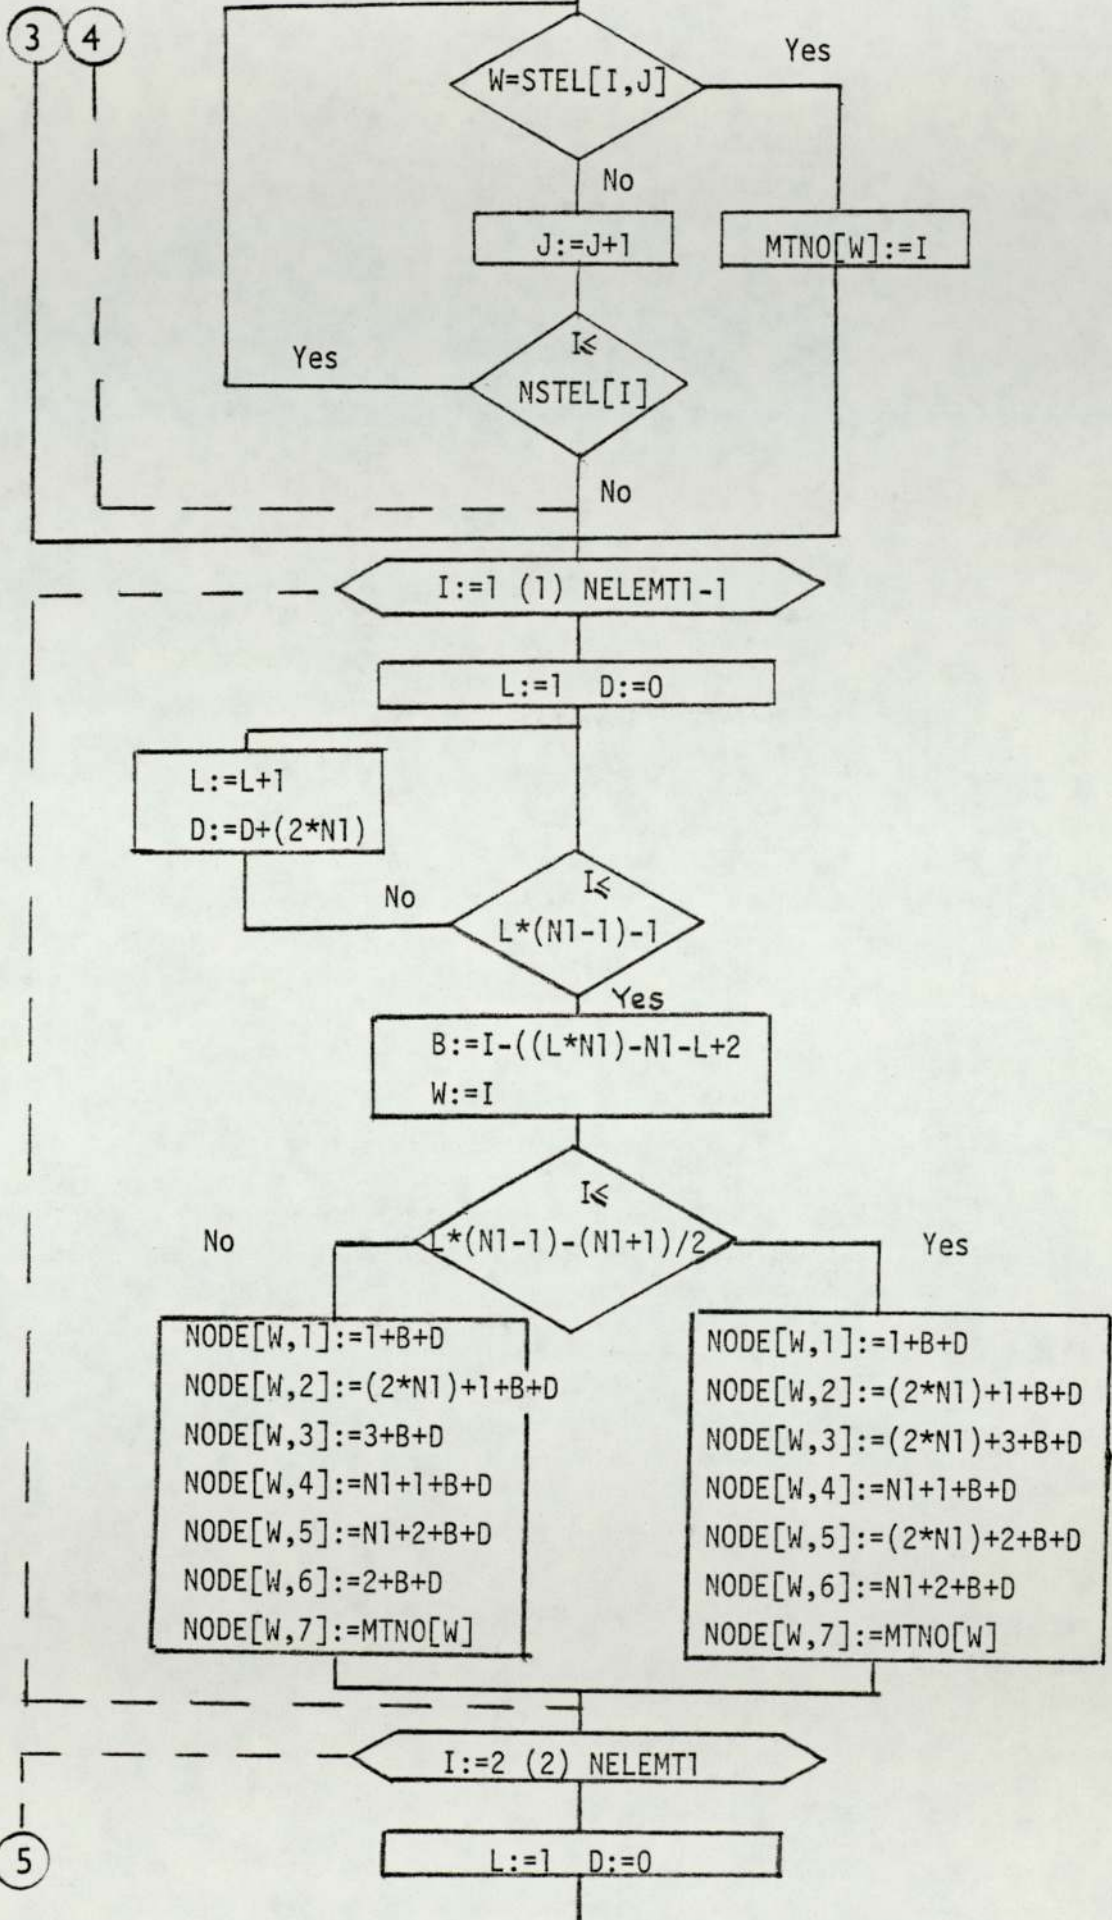 3 4
W=STEL[I,J]
Yes
No
J:=J+1
MTNO[W]:=I
I≤
NSTEL[I]
Yes
No
I:=1 (1) NELEMT1-1
L:=1 D:=0
L:=L+1
D:=D+(2*N1)
No
I≤
L*(N1-1)-1
Yes
B:=I-((L*N1)-N1-L+2
W:=I
I≤
L*(N1-1)-(N1+1)/2
No
Yes
NODE[W,1]:=1+B+D
NODE[W,2]:=(2*N1)+1+B+D
NODE[W,3]:=3+B+D
NODE[W,4]:=N1+1+B+D
NODE[W,5]:=N1+2+B+D
NODE[W,6]:=2+B+D
NODE[W,7]:=MTNO[W]
NODE[W,1]:=1+B+D
NODE[W,2]:=(2*N1)+1+B+D
NODE[W,3]:=(2*N1)+3+B+D
NODE[W,4]:=N1+1+B+D
NODE[W,5]:=(2*N1)+2+B+D
NODE[W,6]:=N1+2+B+D
NODE[W,7]:=MTNO[W]
I:=2 (2) NELEMT1
5
L:=1 D:=0